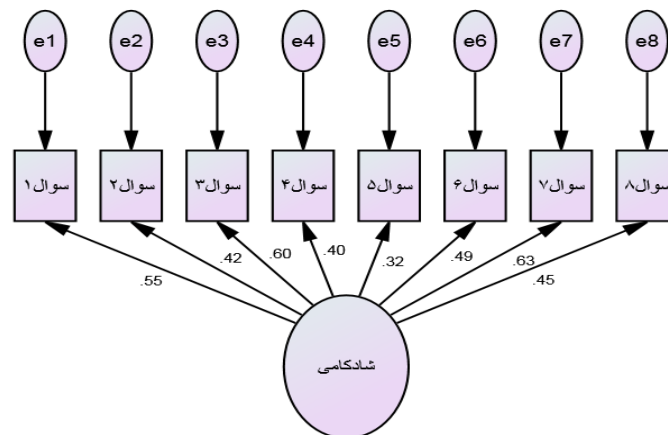 e1 e2 e3 e4 e5 e6 e7 e8
سوال۱ سوال۲ سوال۳ سوال۴ سوال۵ سوال۶ سوال۷ سوال۸
.55 .42 .60 .40 .32 .49 .63 .45
شادکامی